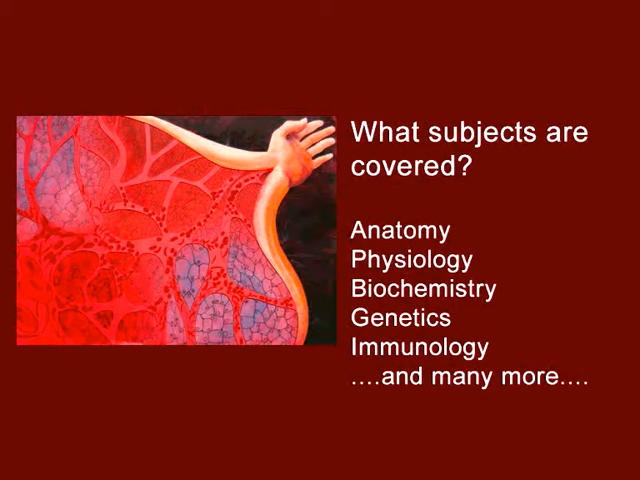 What subjects are
covered?
Anatomy
Physiology
Biochemistry
Genetics
Immunology
....and many more....